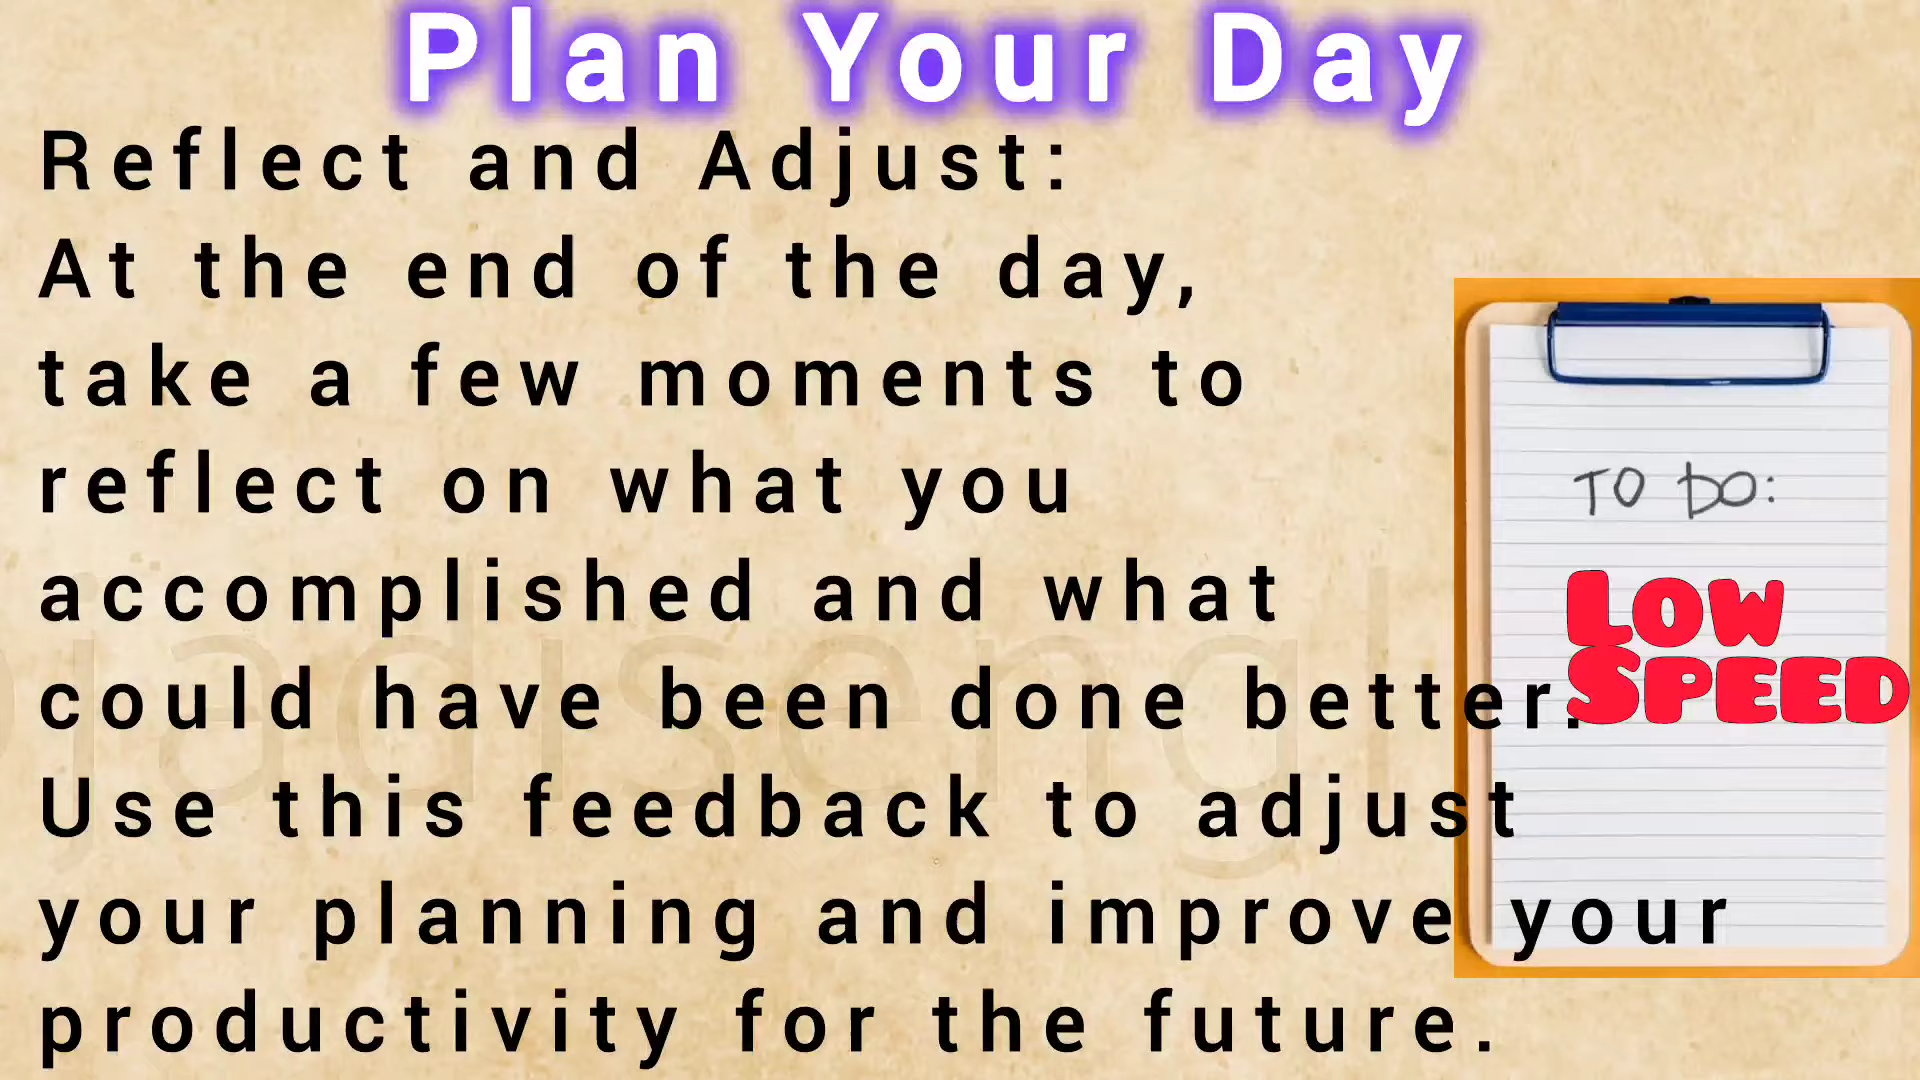 Plan Your Day
Reflect and Adjust:
At the end of the day,
take a few moments to
reflect on what you
accomplished and what
could have been done better.
Use this feedback to adjust
your planning and improve your
productivity for the future.
TO DO:
LOW
SPEED